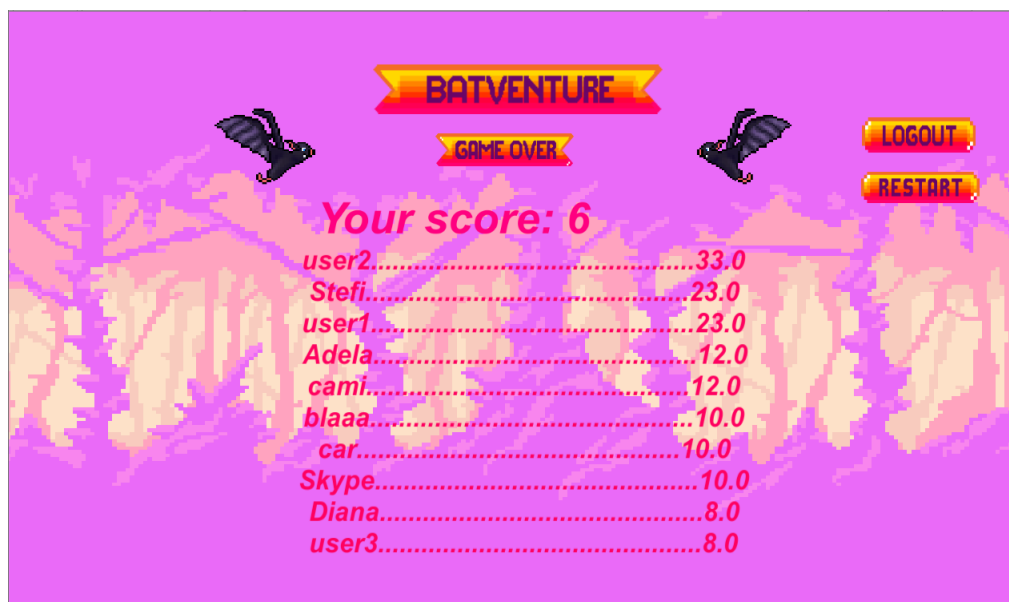 BATVENTURE
GAME OVER
LOGOUT
RESTART
Your score: 6
user2.............................................33.0
Stefi.............................................23.0
user1.............................................23.0
Adela.............................................12.0
cami.............................................12.0
blaaa.............................................10.0
car.............................................10.0
Skype.............................................10.0
Diana.............................................8.0
user3.............................................8.0